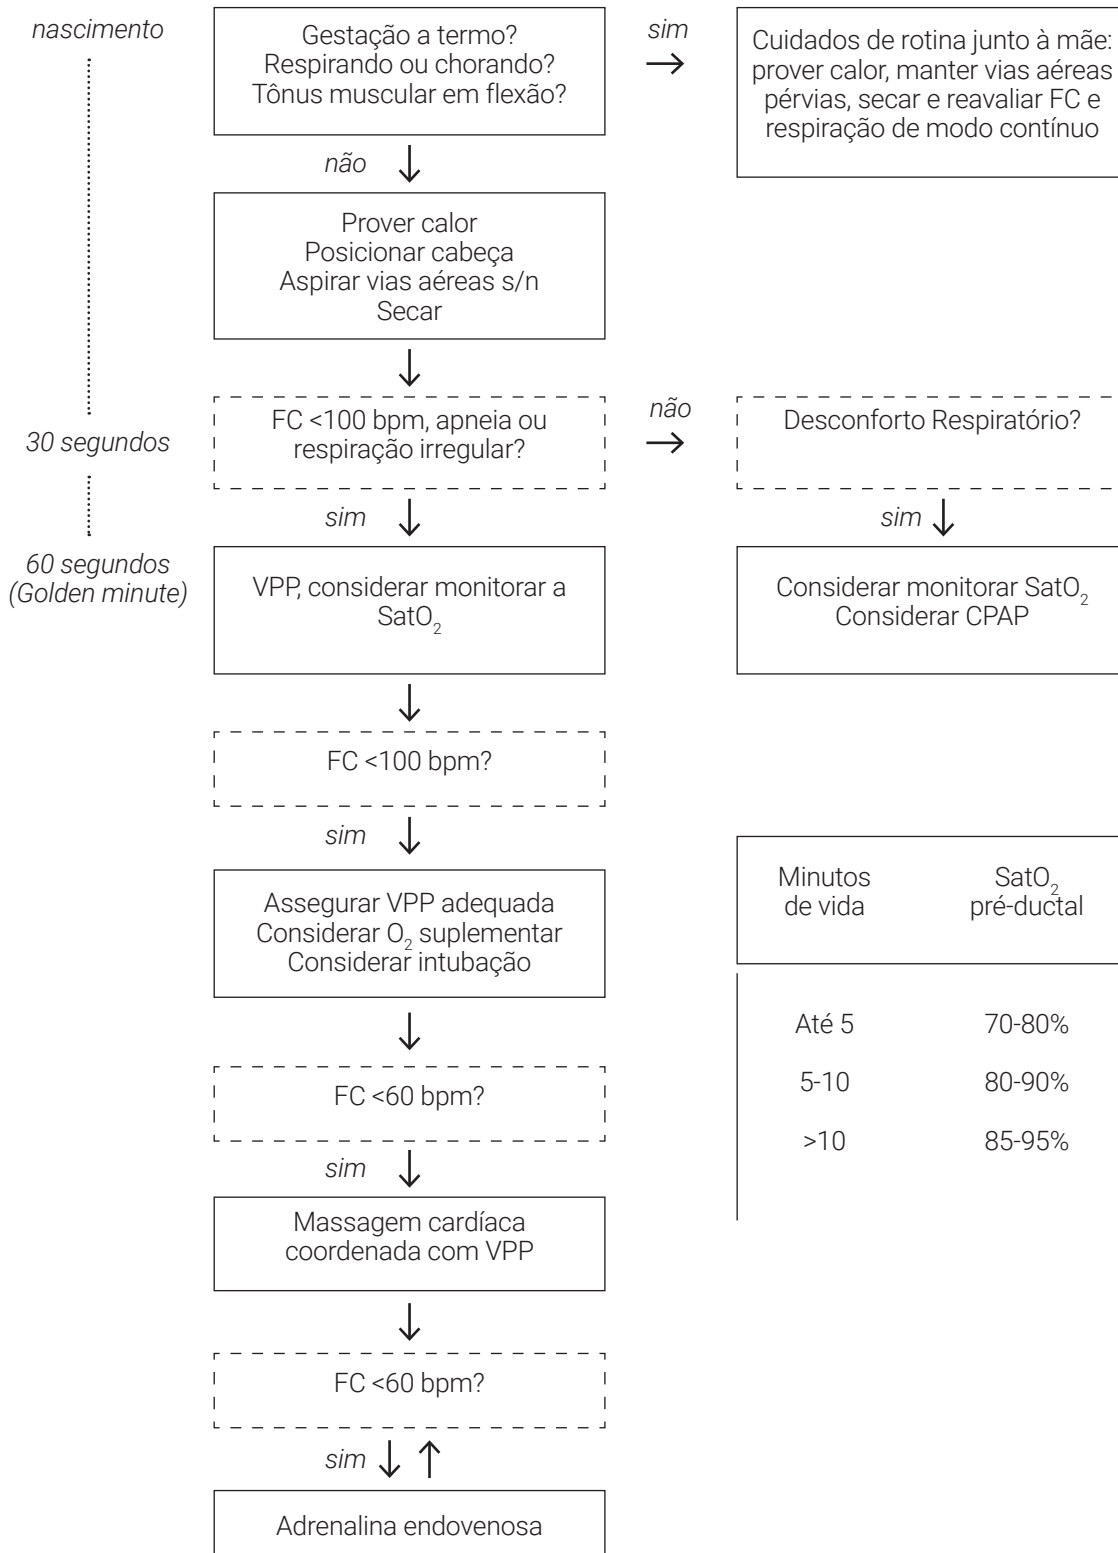 nascimento
Gestação a termo?
Respirando ou chorando?
Tônus muscular em flexão?
sim
Cuidados de rotina junto à mãe:
prover calor, manter vias aéreas
pérvias, secar e reavaliar FC e
respiração de modo contínuo
não
Prover calor
Posicionar cabeça
Aspirar vias aéreas s/n
Secar
30 segundos
FC <100 bpm, apneia ou
respiração irregular?
não
Desconforto Respiratório?
sim
sim
60 segundos
(Golden minute)
VPP, considerar monitorar a
SatO₂
Considerar monitorar SatO₂
Considerar CPAP
FC <100 bpm?
sim
Assegurar VPP adequada
Considerar O₂ suplementar
Considerar intubação
Minutos
de vida
SatO₂
pré-ductal
Até 5 70-80%
5-10 80-90%
>10 85-95%
FC <60 bpm?
sim
Massagem cardíaca
coordenada com VPP
FC <60 bpm?
sim
Adrenalina endovenosa